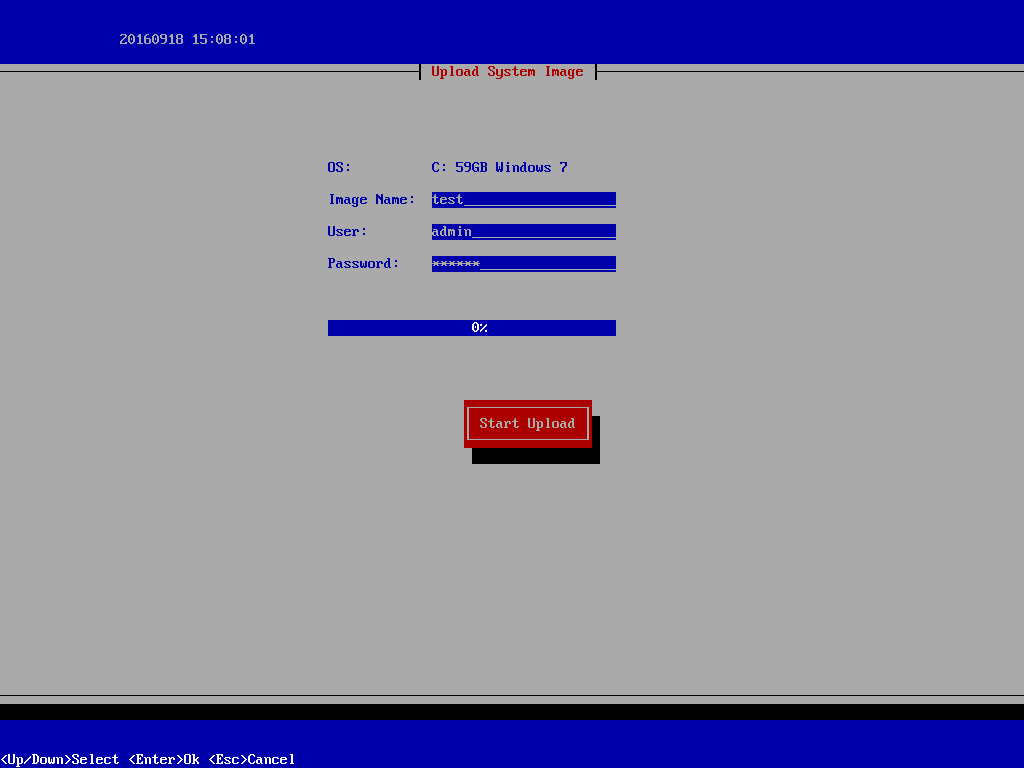 20160918 15:08:01
Upload System Image
OS: C: 59GB Windows 7
Image Name: test
User: admin
Password: ******
0%
Start Upload
<Up/Down>Select <Enter>Ok <Esc>Cancel